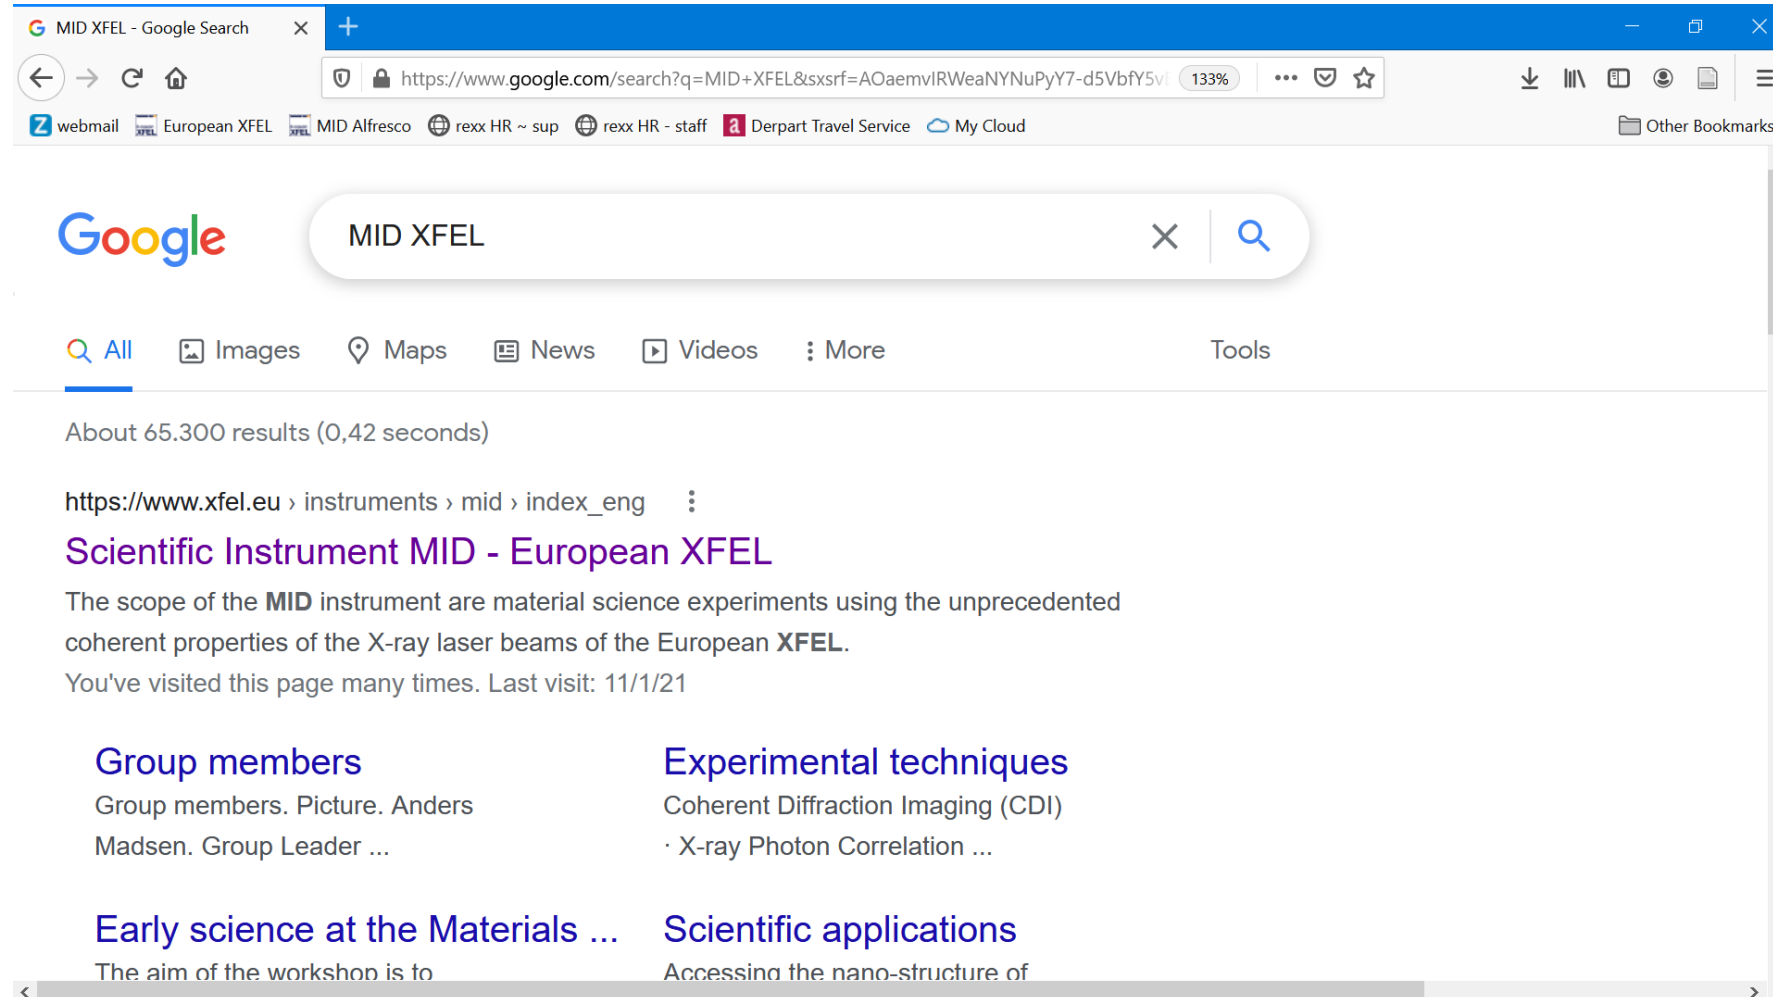 MID XFEL - Google Search
https://www.google.com/search?q=MID+XFEL&sxsrf=AOaemvIRWeaNYNuPyY7-d5VbfY5v 133%
webmail European XFEL MID Alfresco rexx HR ~ sup rexx HR - staff Derpart Travel Service My Cloud Other Bookmarks
Google MID XFEL
All Images Maps News Videos More Tools
About 65.300 results (0,42 seconds)
https://www.xfel.eu › instruments › mid › index_eng
Scientific Instrument MID - European XFEL
The scope of the MID instrument are material science experiments using the unprecedented
coherent properties of the X-ray laser beams of the European XFEL.
You've visited this page many times. Last visit: 11/1/21
Group members
Group members. Picture. Anders
Madsen. Group Leader ...
Experimental techniques
Coherent Diffraction Imaging (CDI)
· X-ray Photon Correlation ...
Early science at the Materials ...
The aim of the workshop is to
Scientific applications
Accessing the nano-structure of